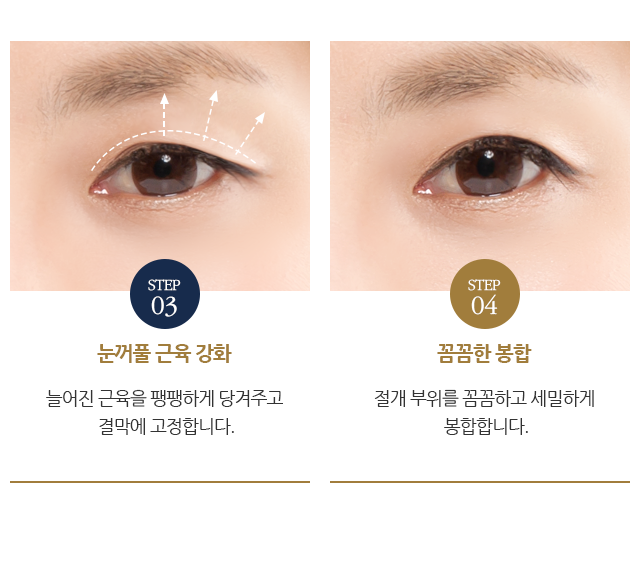 STEP
03
눈꺼풀 근육 강화
늘어진 근육을 팽팽하게 당겨주고
결막에 고정합니다.
STEP
04
꼼꼼한 봉합
절개 부위를 꼼꼼하고 세밀하게
봉합합니다.